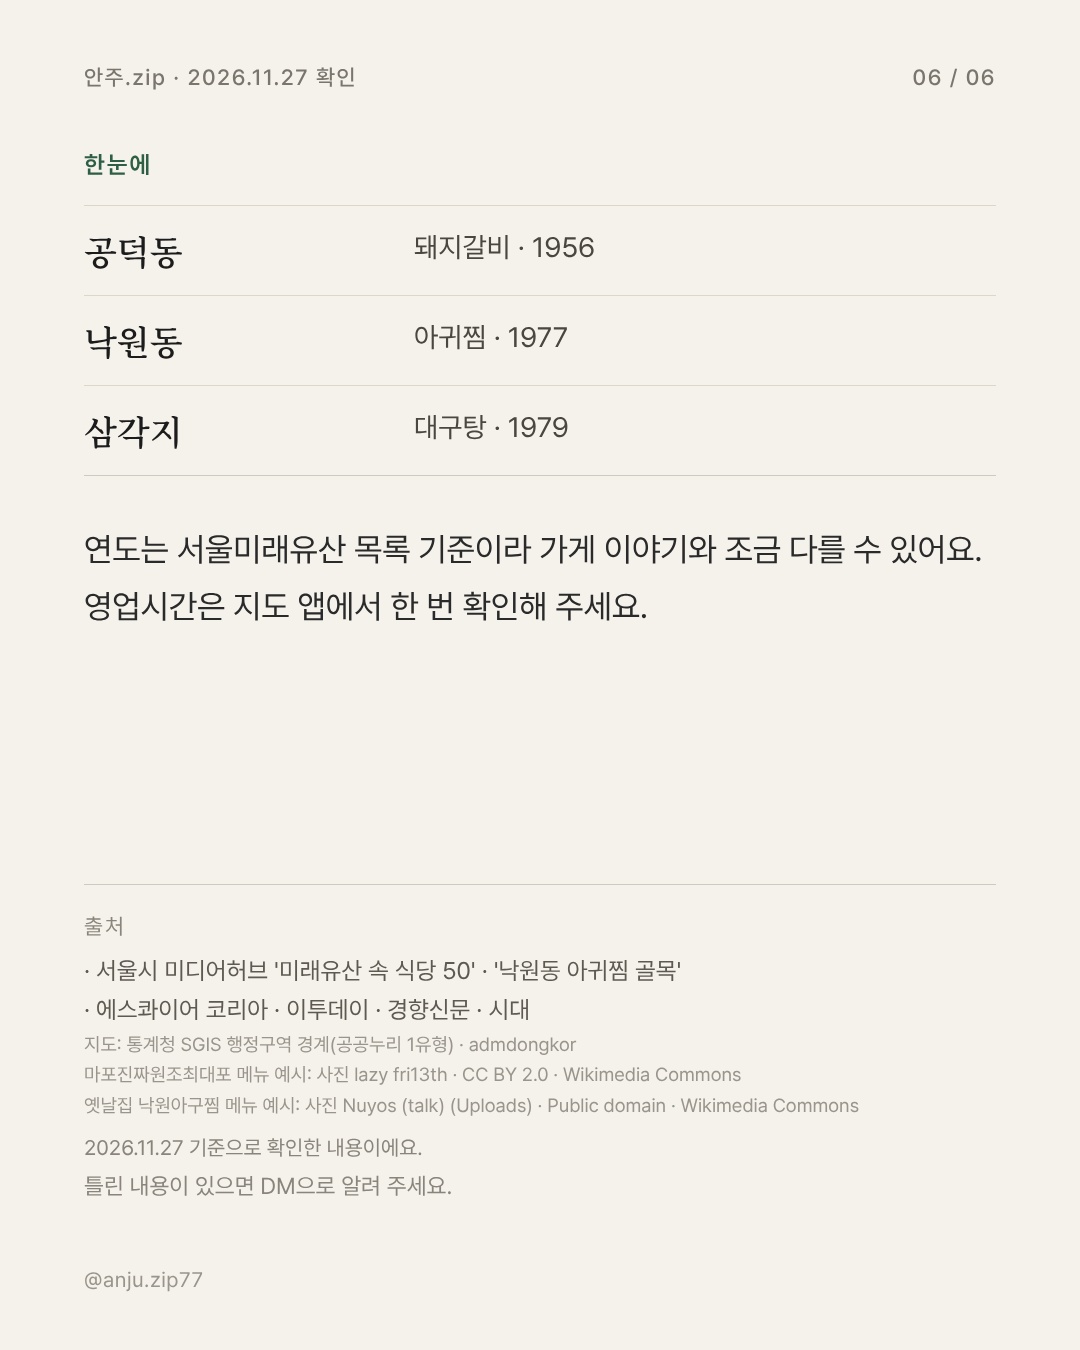 안주.zip · 2026.11.27 확인
06 / 06
한눈에
공덕동 돼지갈비 · 1956
낙원동 아귀찜 · 1977
삼각지 대구탕 · 1979
연도는 서울미래유산 목록 기준이라 가게 이야기와 조금 다를 수 있어요.
영업시간은 지도 앱에서 한 번 확인해 주세요.
출처
· 서울시 미디어허브 '미래유산 속 식당 50' · '낙원동 아귀찜 골목'
· 에스콰이어 코리아 · 이투데이 · 경향신문 · 시대
지도: 통계청 SGIS 행정구역 경계(공공누리 1유형) · admdongkor
마포진짜원조최대포 메뉴 예시: 사진 lazy fri13th · CC BY 2.0 · Wikimedia Commons
옛날집 낙원아구찜 메뉴 예시: 사진 Nuyos (talk) (Uploads) · Public domain · Wikimedia Commons
2026.11.27 기준으로 확인한 내용이에요.
틀린 내용이 있으면 DM으로 알려 주세요.
@anju.zip77